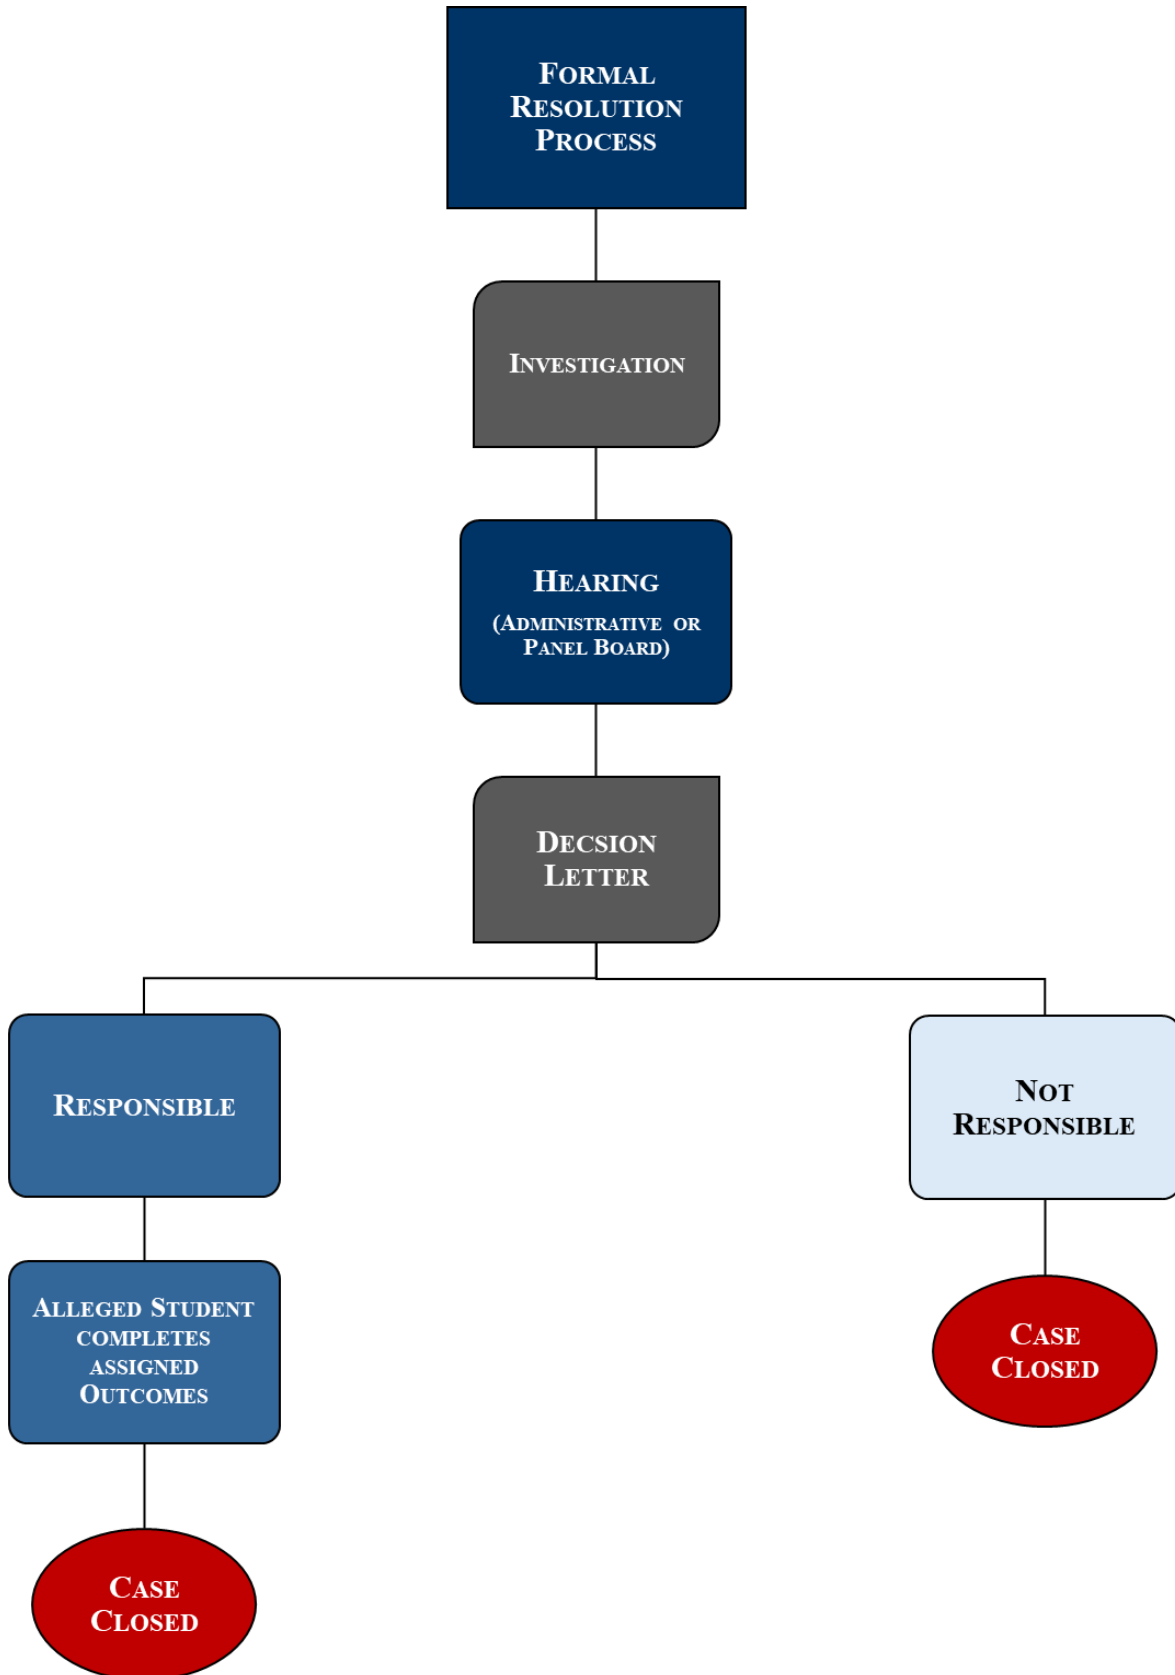 Formal
Resolution
Process
Investigation
Hearing
(Administrative or
Panel Board)
Decsion
Letter
Responsible
Not
Responsible
Alleged Student
completes
assigned
Outcomes
Case
Closed
Case
Closed